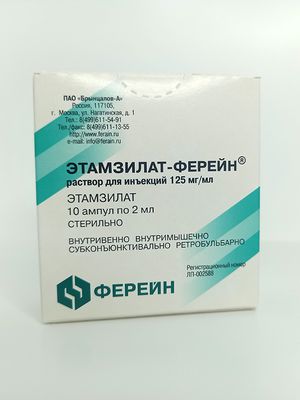 ПАО «Брынцалов-А»
Россия, 117105,
г. Москва, ул. Нагатинская, д. 1
Тел.: 8(499)611-54-91
Тел./факс: 8(499)611-13-55
http://www.ferain.ru
e-mail: info@ferain.ru
ЭТАМЗИЛАТ-ФЕРЕЙН®
раствор для инъекций 125 мг/мл
ЭТАМЗИЛАТ
10 ампул по 2 мл
СТЕРИЛЬНО
ВНУТРИВЕННО ВНУТРИМЫШЕЧНО
СУБКОНЪЮНКТИВАЛЬНО РЕТРОБУЛЬБАРНО
Регистрационный номер
ЛП-002588
ФЕРЕЙН